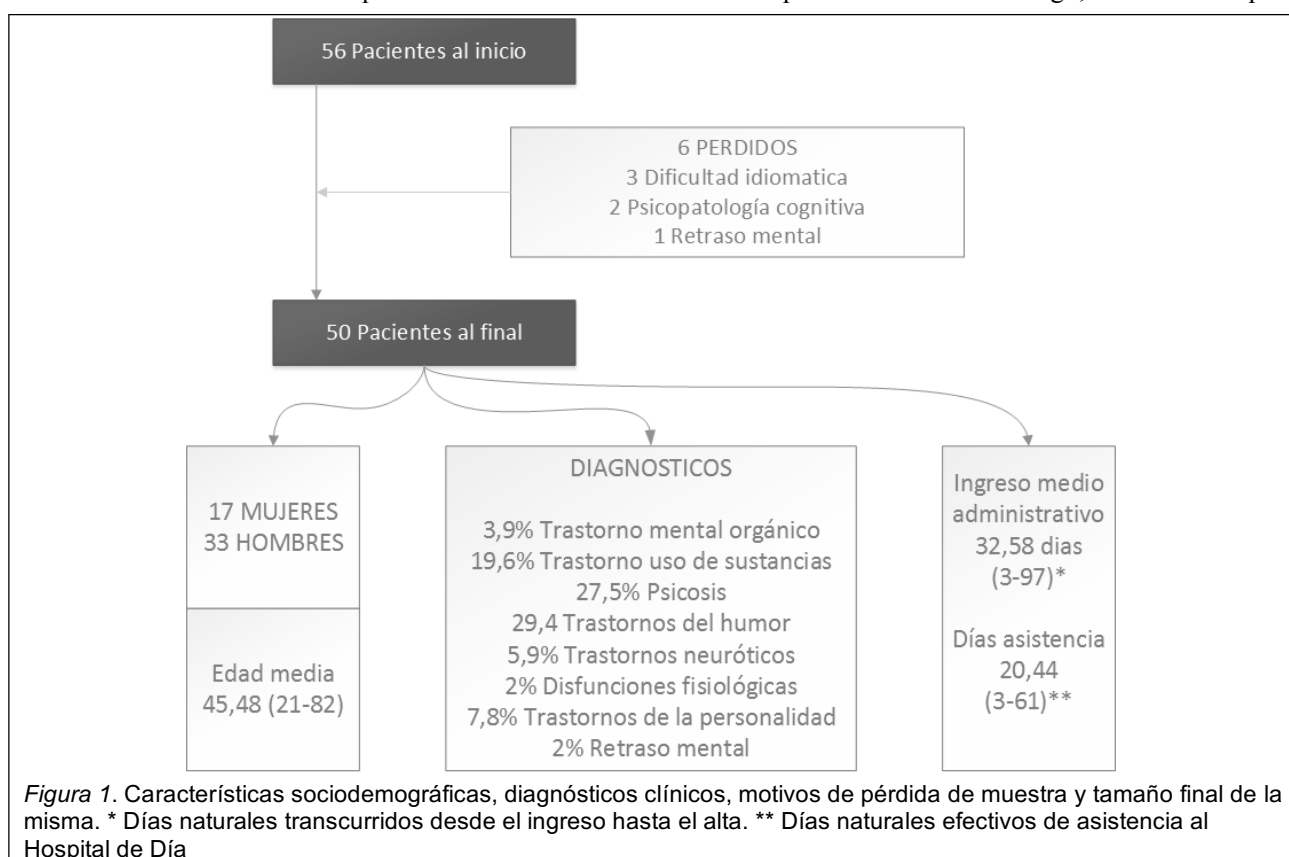 56 Pacientes al inicio
6 PERDIDOS
3 Dificultad idiomatica
2 Psicopatología cognitiva
1 Retraso mental
50 Pacientes al final
17 MUJERES
33 HOMBRES
Edad media
45,48 (21-82)
DIAGNOSTICOS
3,9% Trastorno mental orgánico
19,6% Trastorno uso de sustancias
27,5% Psicosis
29,4 Trastornos del humor
5,9% Trastornos neuróticos
2% Disfunciones fisiológicas
7,8% Trastornos de la personalidad
2% Retraso mental
Ingreso medio
administrativo
32,58 dias
(3-97)*
Días asistencia
20,44
(3-61)**
Figura 1. Características sociodemográficas, diagnósticos clínicos, motivos de pérdida de muestra y tamaño final de la
misma. * Días naturales transcurridos desde el ingreso hasta el alta. ** Días naturales efectivos de asistencia al
Hospital de Día